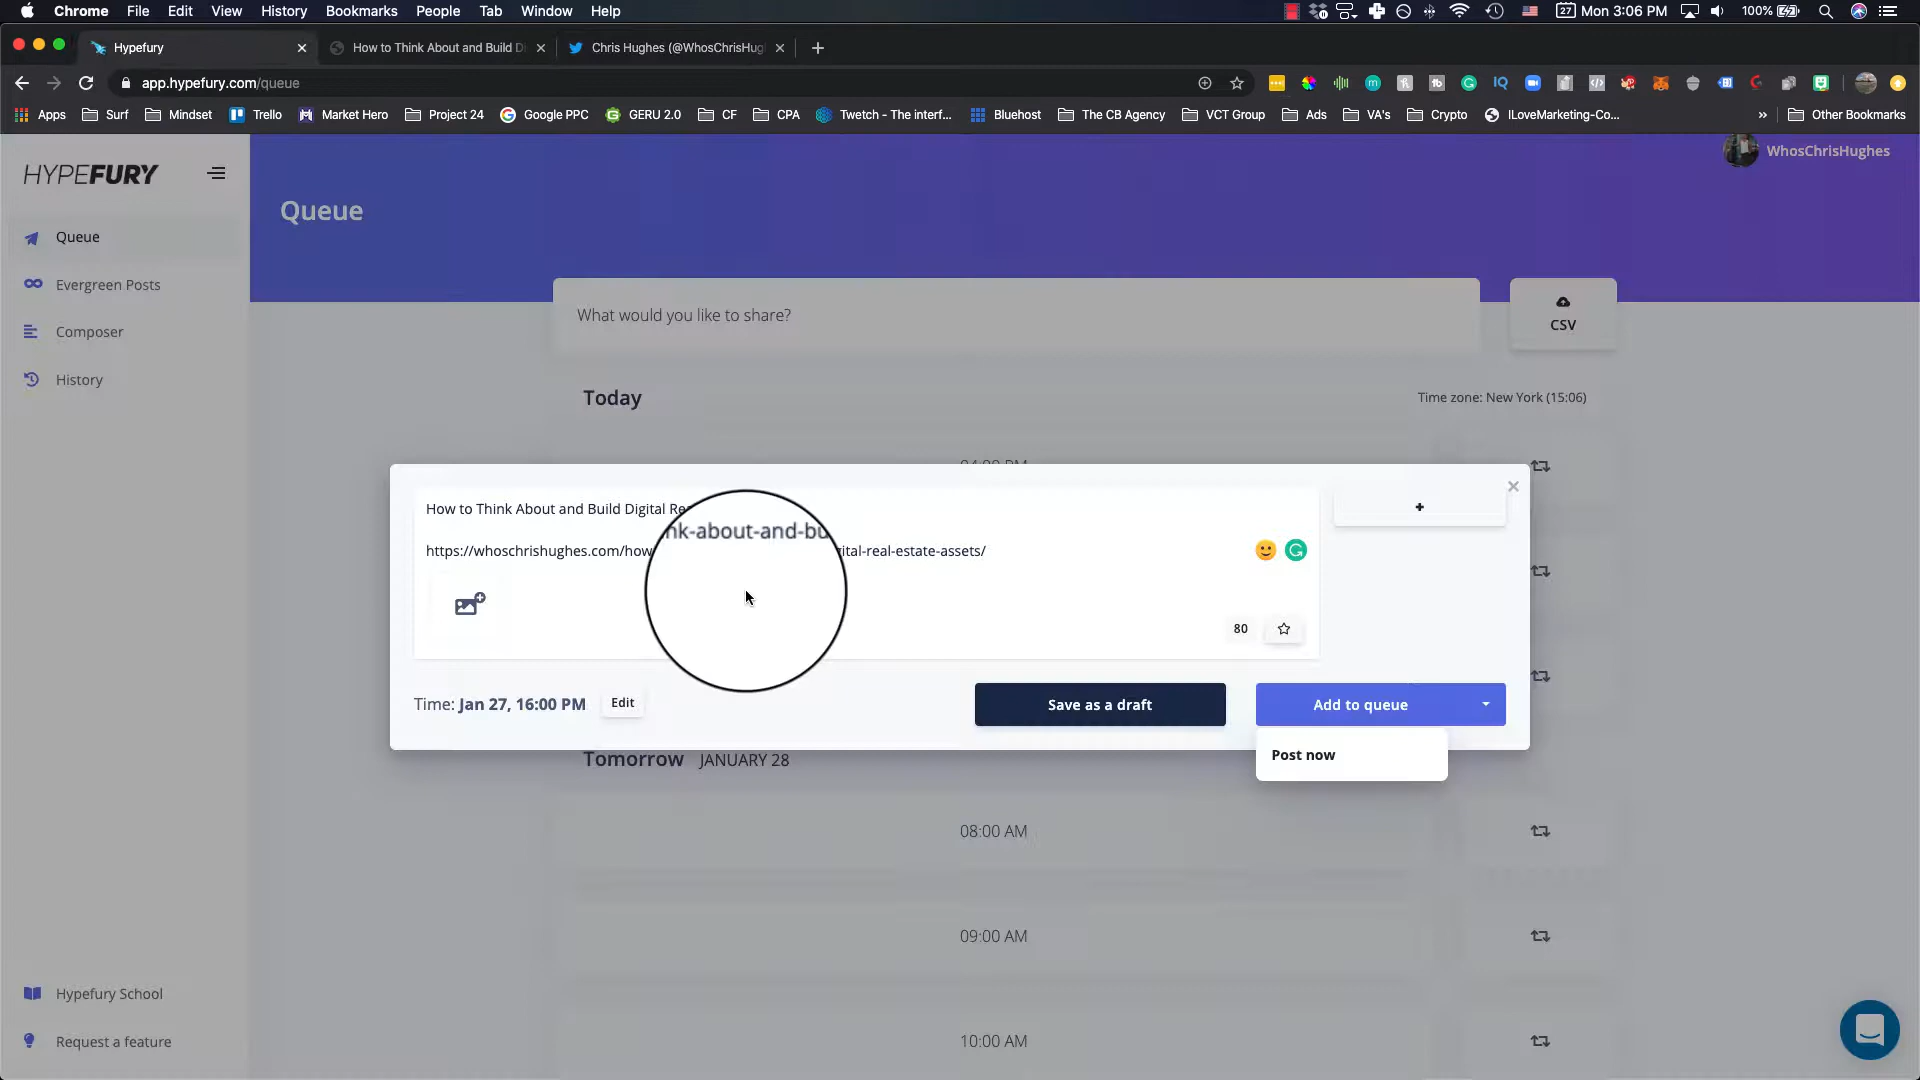 Chrome File Edit View History Bookmarks People Tab Window Help 27 Mon 3:06 PM 100%
Hypefury How to Think About and Build D Chris Hughes (@WhosChrisHug
app.hypefury.com/queue
Apps Surf Mindset Trello Market Hero Project 24 Google PPC GERU 2.0 CF CPA Twetch - The interf... Bluehost The CB Agency VCT Group Ads VA's Crypto ILoveMarketing-Co... » Other Bookmarks
HYPEFURY
WhosChrisHughes
Queue
Queue
Evergreen Posts
Composer
History
What would you like to share?
CSV
Today
Time zone: New York (15:06)
04:00 PM
How to Think About and Build Digital Re
nk-about-and-bu
https://whoschrishughes.com/how ital-real-estate-assets/
80
Time: Jan 27, 16:00 PM Edit
Save as a draft
Add to queue
Post now
Tomorrow JANUARY 28
08:00 AM
09:00 AM
10:00 AM
Hypefury School
Request a feature